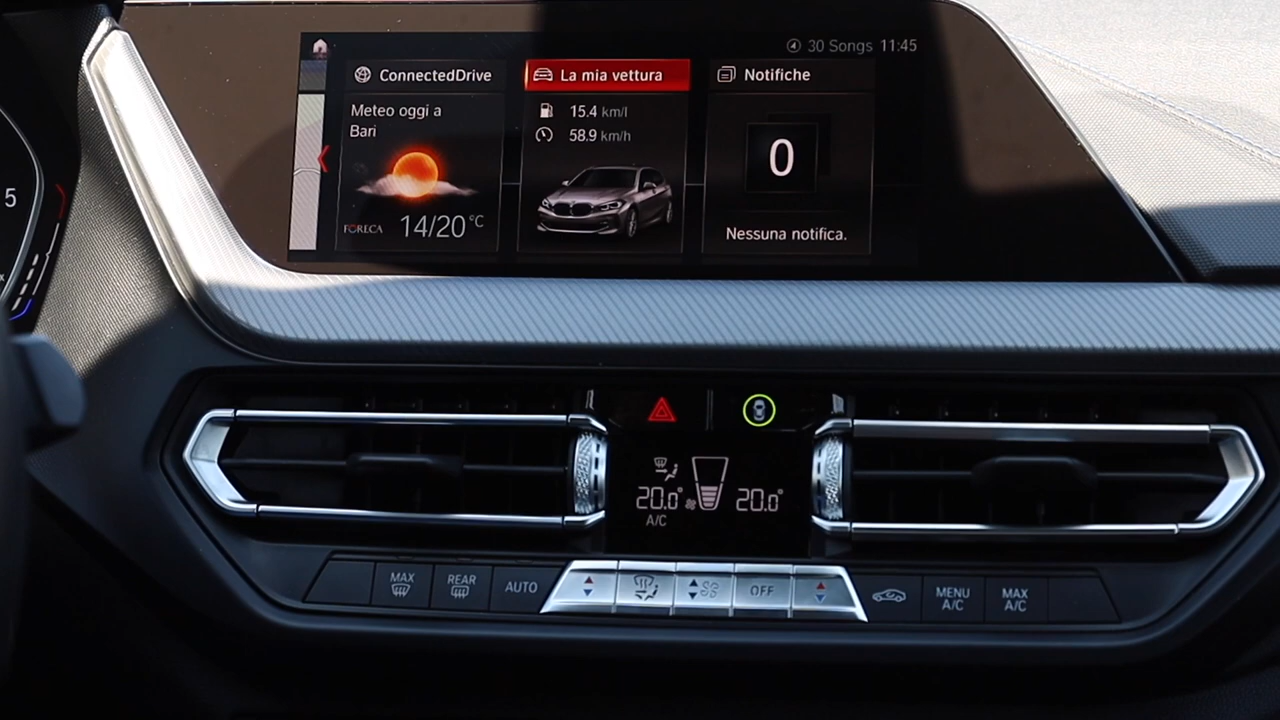 30 Songs 11:45
ConnectedDrive
La mia vettura
Notifiche
Meteo oggi a
Bari
15.4 km/l
58.9 km/h
0
FORECA 14/20°C
Nessuna notifica.
5
20.0° 20.0°
A/C
MAX
REAR
AUTO
OFF
MENU
A/C
MAX
A/C